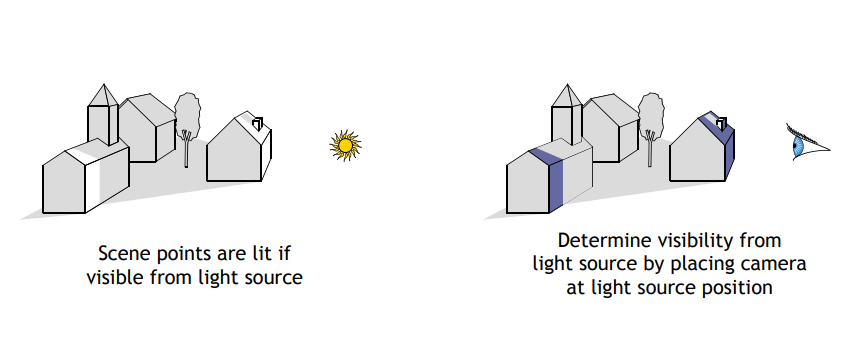 Scene points are lit if
visible from light source
Determine visibility from
light source by placing camera
at light source position